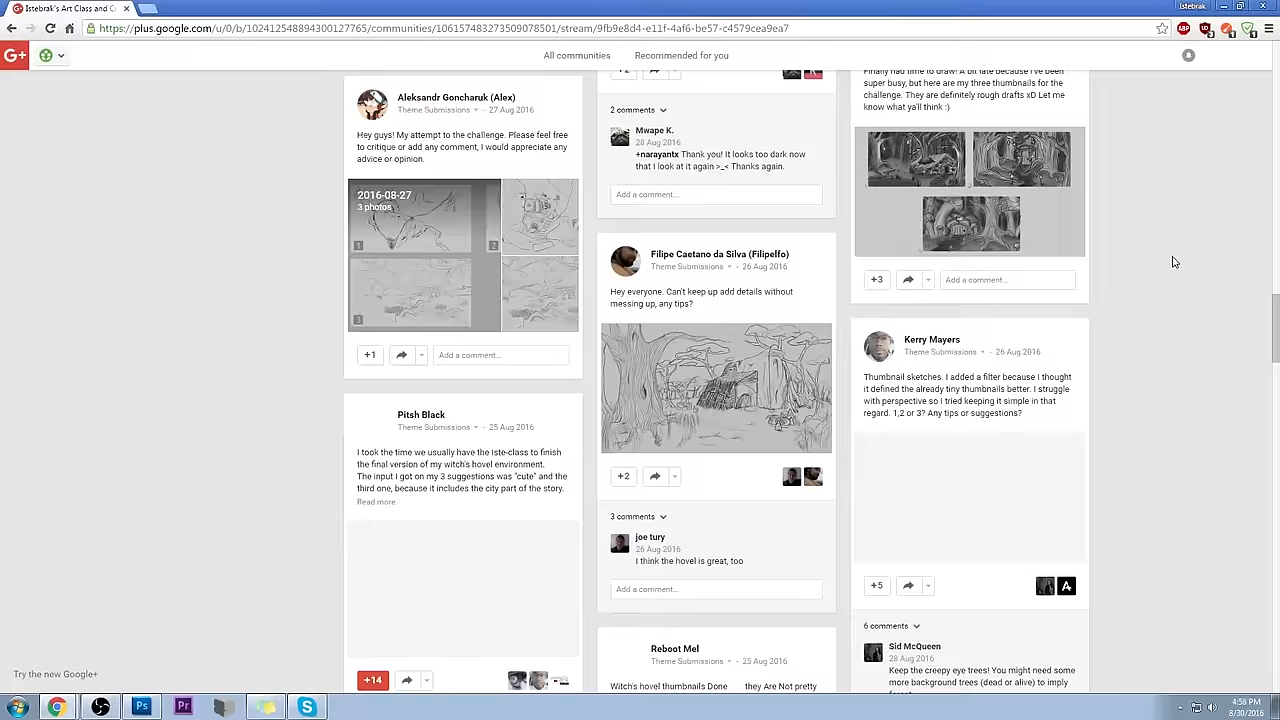 Istebrak's Art Class and C
Istebrak
https://plus.google.com/u/0/b/102412548894300127765/communities/106157483273509078501/stream/9fb9e8d4-e11f-4af6-be57-c4579cea9ea7
G+
All communities
Recommended for you
Aleksandr Goncharuk (Alex)
Theme Submissions - 27 Aug 2016
Hey guys! My attempt to the challenge. Please feel free
to critique or add any comment, I would appreciate any
advice or opinion.
2016-08-27
3 photos
1
2
3
+1
Add a comment...
Pitsh Black
Theme Submissions - 25 Aug 2016
I took the time we usually have the Iste-class to finish
the final version of my witch's hovel environment.
The input I got on my 3 suggestions was "cute" and the
third one, because it includes the city part of the story.
Read more
+14
+2
2 comments
Mwape K.
28 Aug 2016
+narayantx Thank you! It looks too dark now
that I look at it again >_< Thanks again.
Add a comment...
Filipe Caetano da Silva (Filipelfo)
Theme Submissions - 26 Aug 2016
Hey everyone. Can't keep up add details without
messing up, any tips?
+2
3 comments
joe tury
26 Aug 2016
I think the hovel is great, too
Add a comment...
Reboot Mel
Theme Submissions - 25 Aug 2016
Witch's hovel thumbnails Done they Are Not pretty
Finally had time to draw! A bit late because I've been
super busy, but here are my three thumbnails for the
challenge. They are definitely rough drafts xD Let me
know what ya'll think :)
+3
Add a comment...
Kerry Mayers
Theme Submissions - 26 Aug 2016
Thumbnail sketches. I added a filter because I thought
it defined the already tiny thumbnails better. I struggle
with perspective so I tried keeping it simple in that
regard. 1,2 or 3? Any tips or suggestions?
+5
A
6 comments
Sid McQueen
28 Aug 2016
Keep the creepy eye trees! You might need some
more background trees (dead or alive) to imply
Try the new Google+
Ps
Pr
S
4:58 PM
8/30/2016